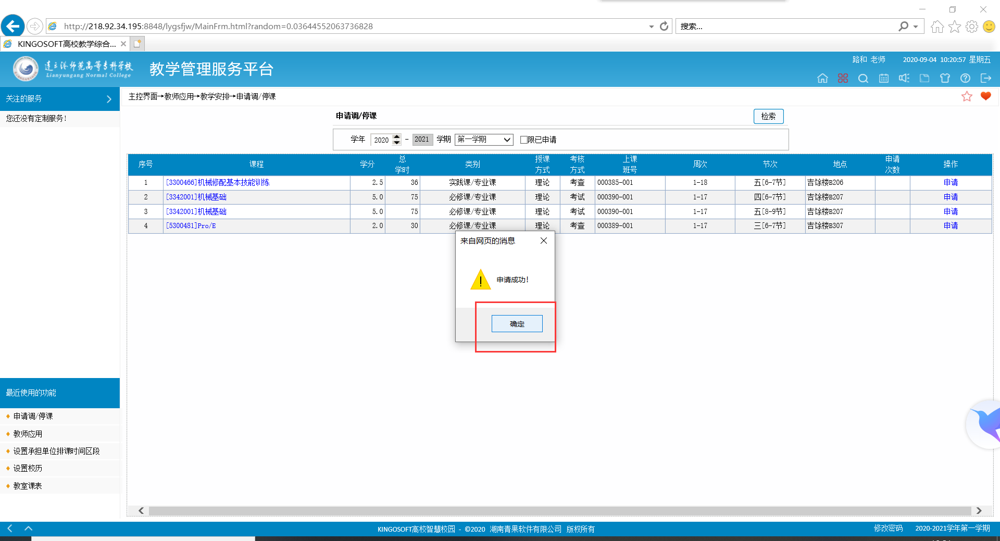 http://218.92.34.195:8848/lygsfjw/MainFrm.html?random=0.03644552063736828
搜索...
KINGOSOFT高校教学综合...
连云港师范高等专科学校
Lianyungang Normal College
教学管理服务平台
路和 老师 2020-09-04 10:20:57 星期五
关注的服务
您还没有定制服务!
主控界面→教师应用→教学安排→申请调/停课
申请调/停课
检索
学年 2020 - 2021 学期 第一学期 限已申请
序号 课程 学分 总学时 类别 授课方式 考核方式 上课班号 周次 节次 地点 申请次数 操作
1 [3300466]机械修配基本技能训练 2.5 36 实践课/专业课 理论 考查 000385-001 1-18 五[6-7节] 吉馀楼B206 申请
2 [3342001]机械基础 5.0 75 必修课/专业课 理论 考试 000390-001 1-17 四[6-7节] 吉馀楼B207 申请
3 [3342001]机械基础 5.0 75 必修课/专业课 理论 考试 000390-001 1-17 五[8-9节] 吉馀楼B207 申请
4 [5300481]Pro/E 2.0 30 必修课/专业课 理论 考查 000389-001 1-17 三[6-7节] 吉馀楼B307 申请
来自网页的消息
申请成功!
确定
最近使用的功能
申请调/停课
教师应用
设置承担单位排课时间区段
设置校历
教室课表
KINGOSOFT高校智慧校园 - ©2020 湖南青果软件有限公司 版权所有
修改密码 2020-2021学年第一学期